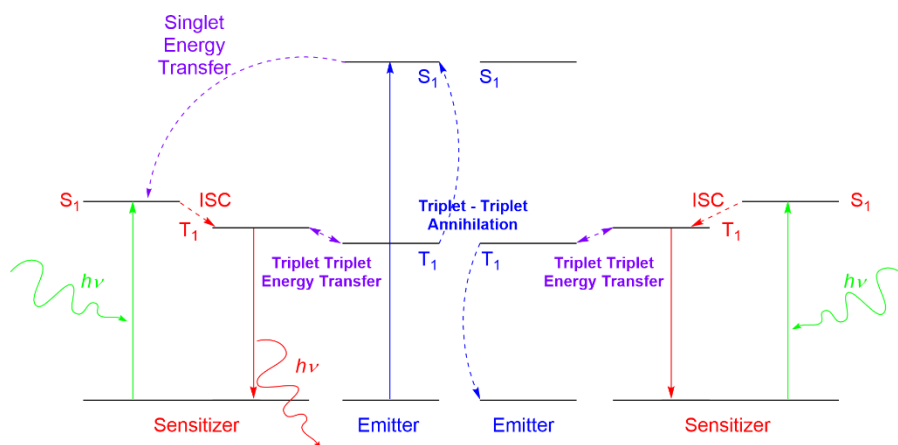 Singlet
Energy
Transfer
S1
S1
S1
ISC
T1
Triplet - Triplet
Annihilation
ISC
S1
T1
T1
T1
T1
Triplet Triplet
Energy Transfer
Triplet Triplet
Energy Transfer
hν
hν
hν
Sensitizer
Emitter
Emitter
Sensitizer